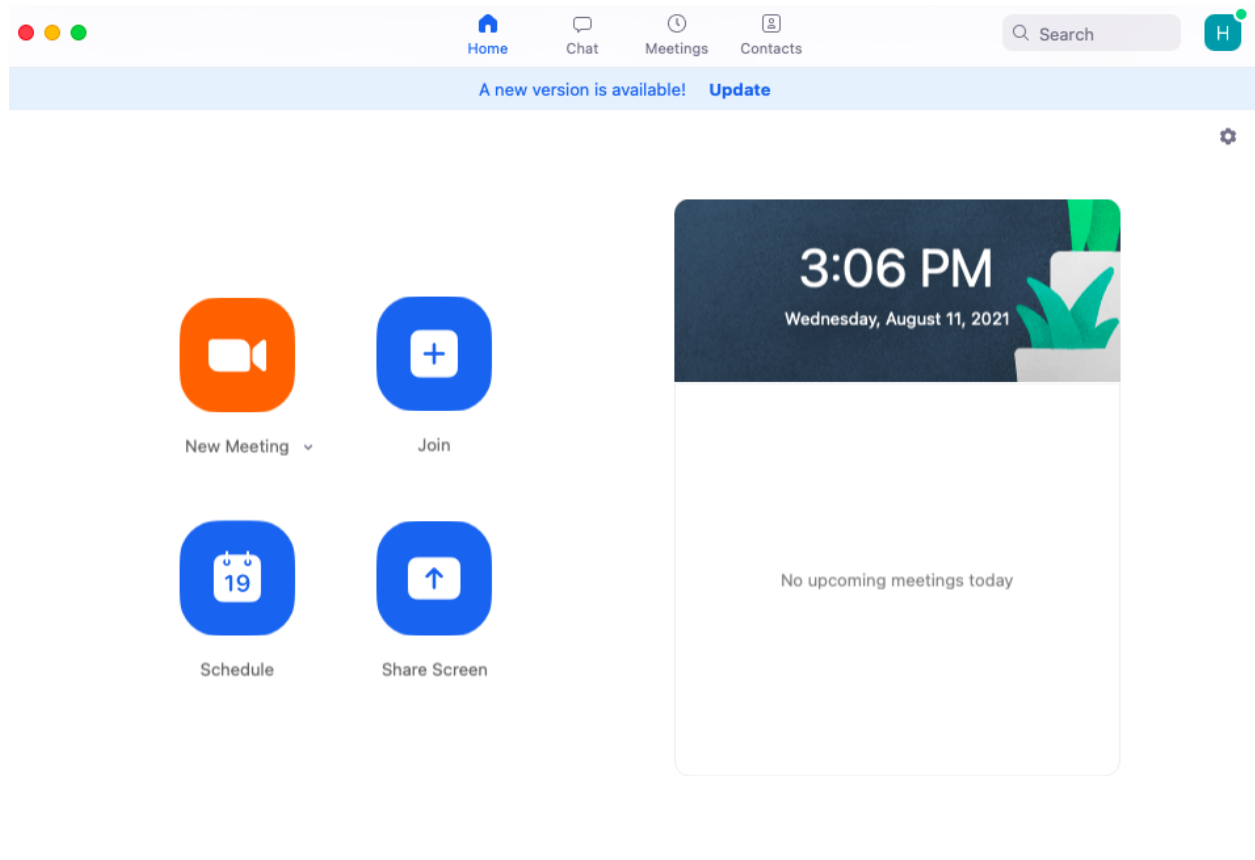 Home
Chat
Meetings
Contacts
Search
H
A new version is available! Update
3:06 PM
Wednesday, August 11, 2021
New Meeting
Join
19
Schedule
Share Screen
No upcoming meetings today